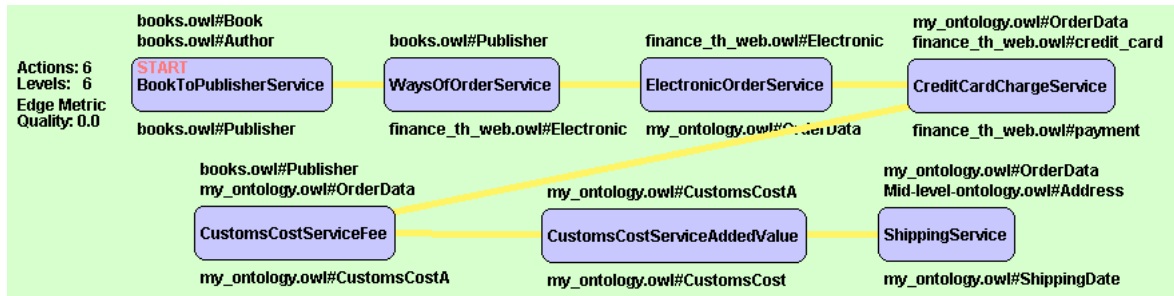 books.owl#Book
books.owl#Author
books.owl#Publisher
finance_th_web.owl#Electronic
my_ontology.owl#OrderData
finance_th_web.owl#credit_card
Actions: 6
Levels: 6
Edge Metric
Quality: 0.0
START
BookToPublisherService
WaysOfOrderService
ElectronicOrderService
CreditCardChargeService
books.owl#Publisher
finance_th_web.owl#Electronic
my_ontology.owl#OrderData
finance_th_web.owl#payment
books.owl#Publisher
my_ontology.owl#OrderData
my_ontology.owl#CustomsCostA
my_ontology.owl#OrderData
Mid-level-ontology.owl#Address
CustomsCostServiceFee
CustomsCostServiceAddedValue
ShippingService
my_ontology.owl#CustomsCostA
my_ontology.owl#CustomsCost
my_ontology.owl#ShippingDate